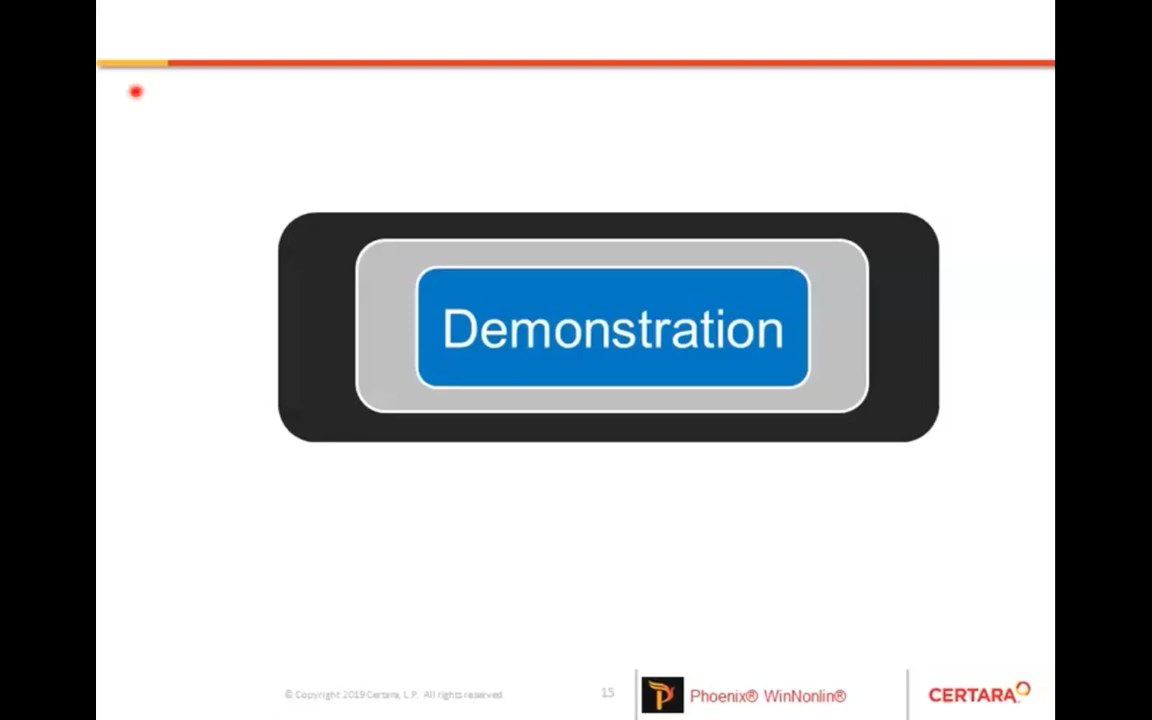 Demonstration
© Copyright 2019 Certara, L.P. All rights reserved.
15
Phoenix® WinNonlin®
CERTARA